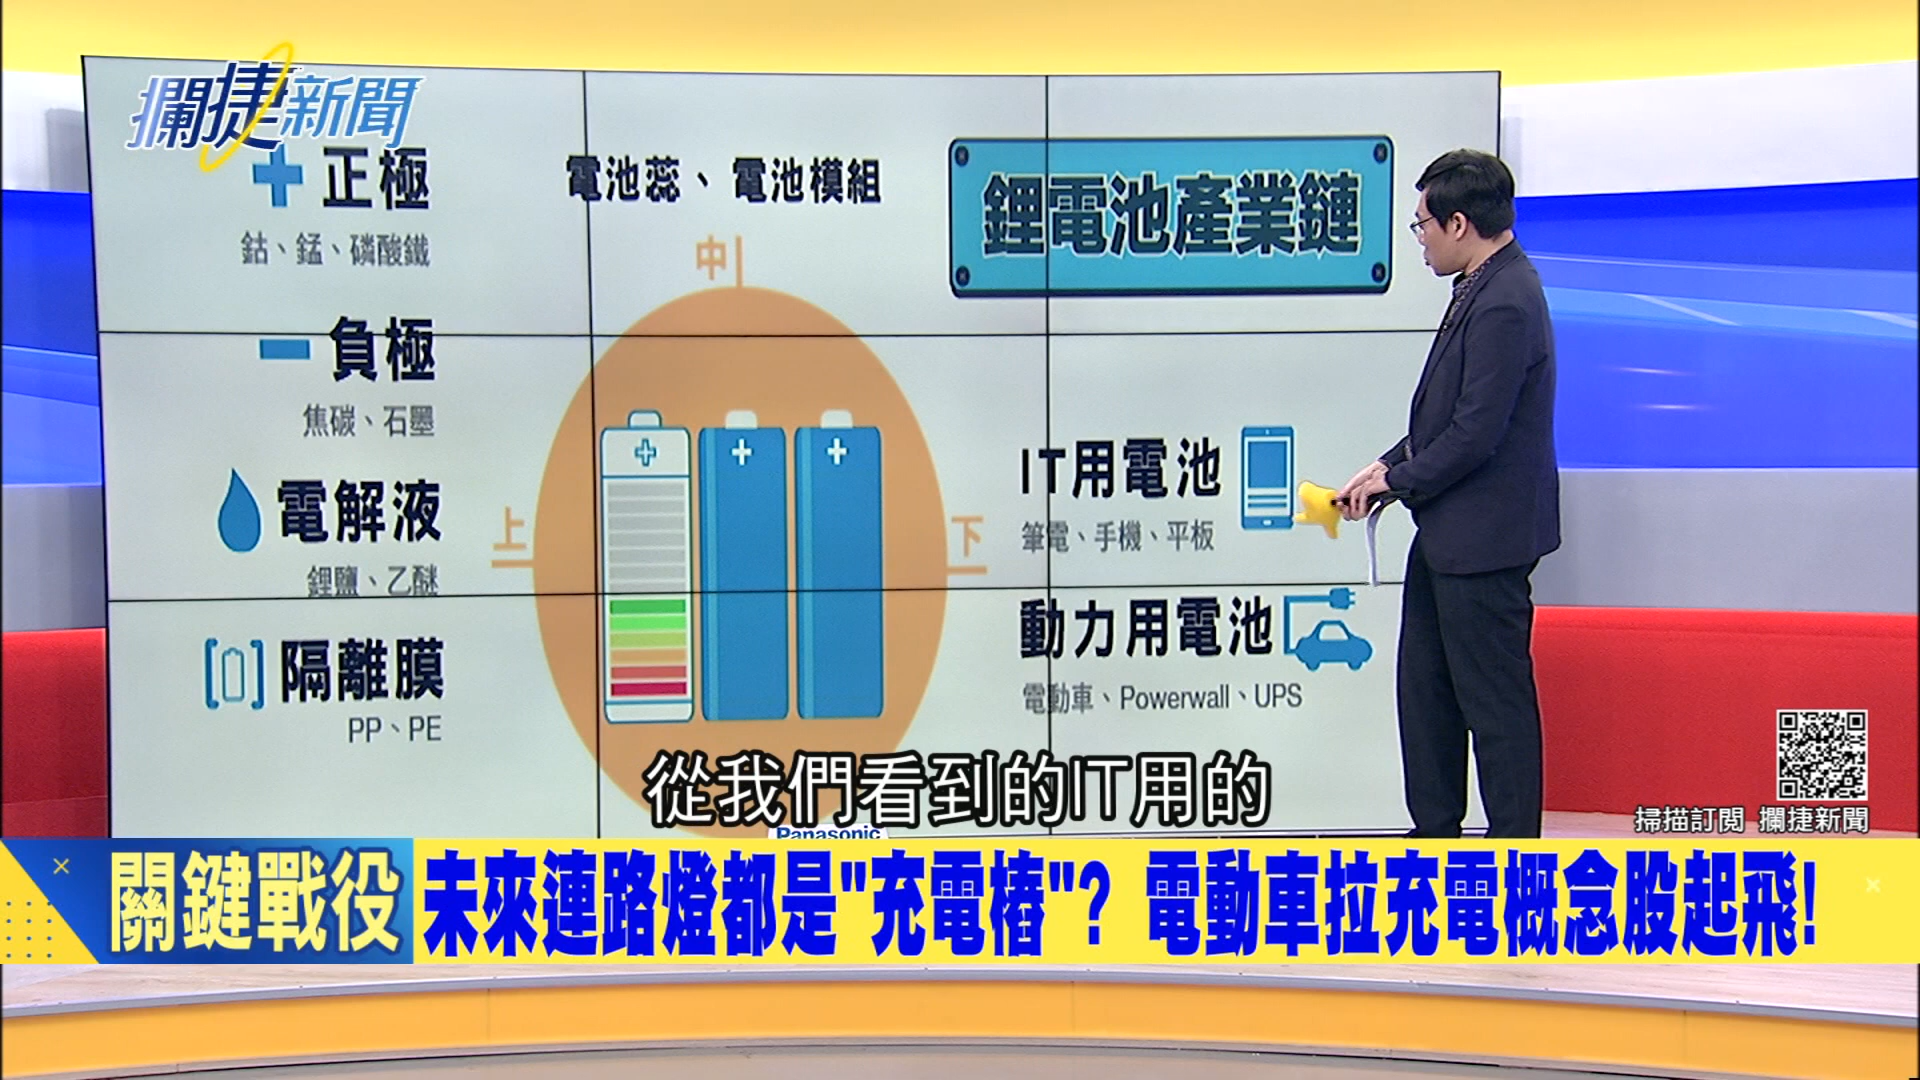 攔捷新聞
正極
鈷、錳、磷酸鐵
負極
焦碳、石墨
電解液
鋰鹽、乙醚
隔離膜
PP、PE
電池蕊、電池模組
中
上
下
鋰電池產業鏈
IT用電池
筆電、手機、平板
動力用電池
電動車、Powerwall、UPS
Panasonic
從我們看到的IT用的
掃描訂閱 攔捷新聞
關鍵戰役
未來連路燈都是"充電樁"? 電動車拉充電概念股起飛!